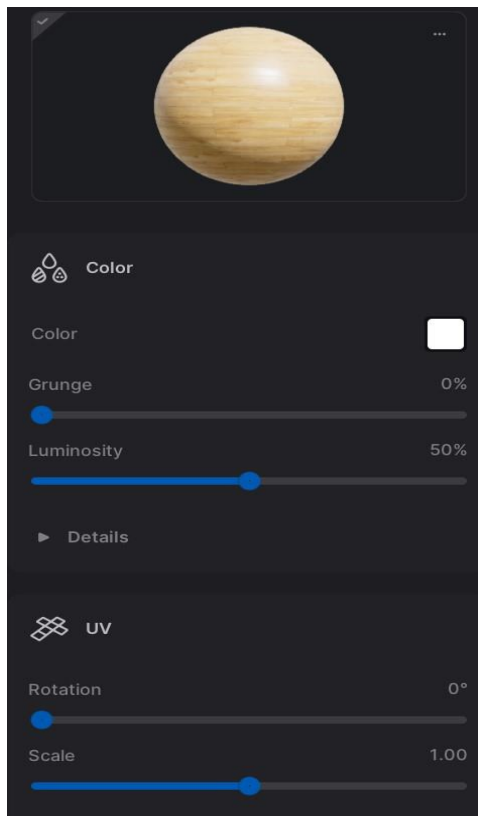 Color
Color
Grunge 0%
Luminosity 50%
Details
UV
Rotation 0°
Scale 1.00